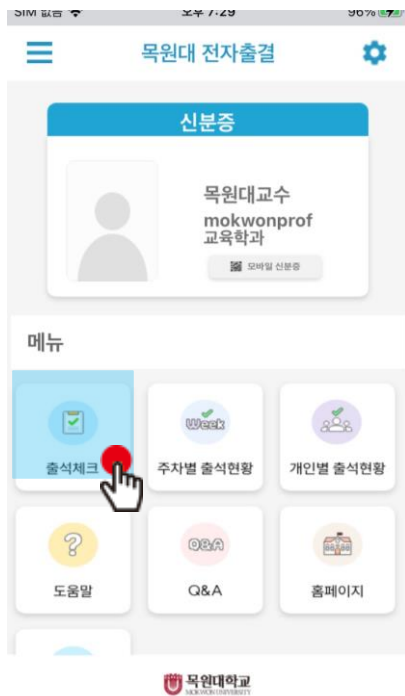 SIM 없음 오후 7:29 96%
목원대 전자출결
신분증
목원대교수
mokwonprof
교육학과
모바일 신분증
메뉴
출석체크
Week
주차별 출석현황
개인별 출석현황
?
도움말
Q&A
Q&A
홈페이지
목원대학교
MOKWON UNIVERSITY